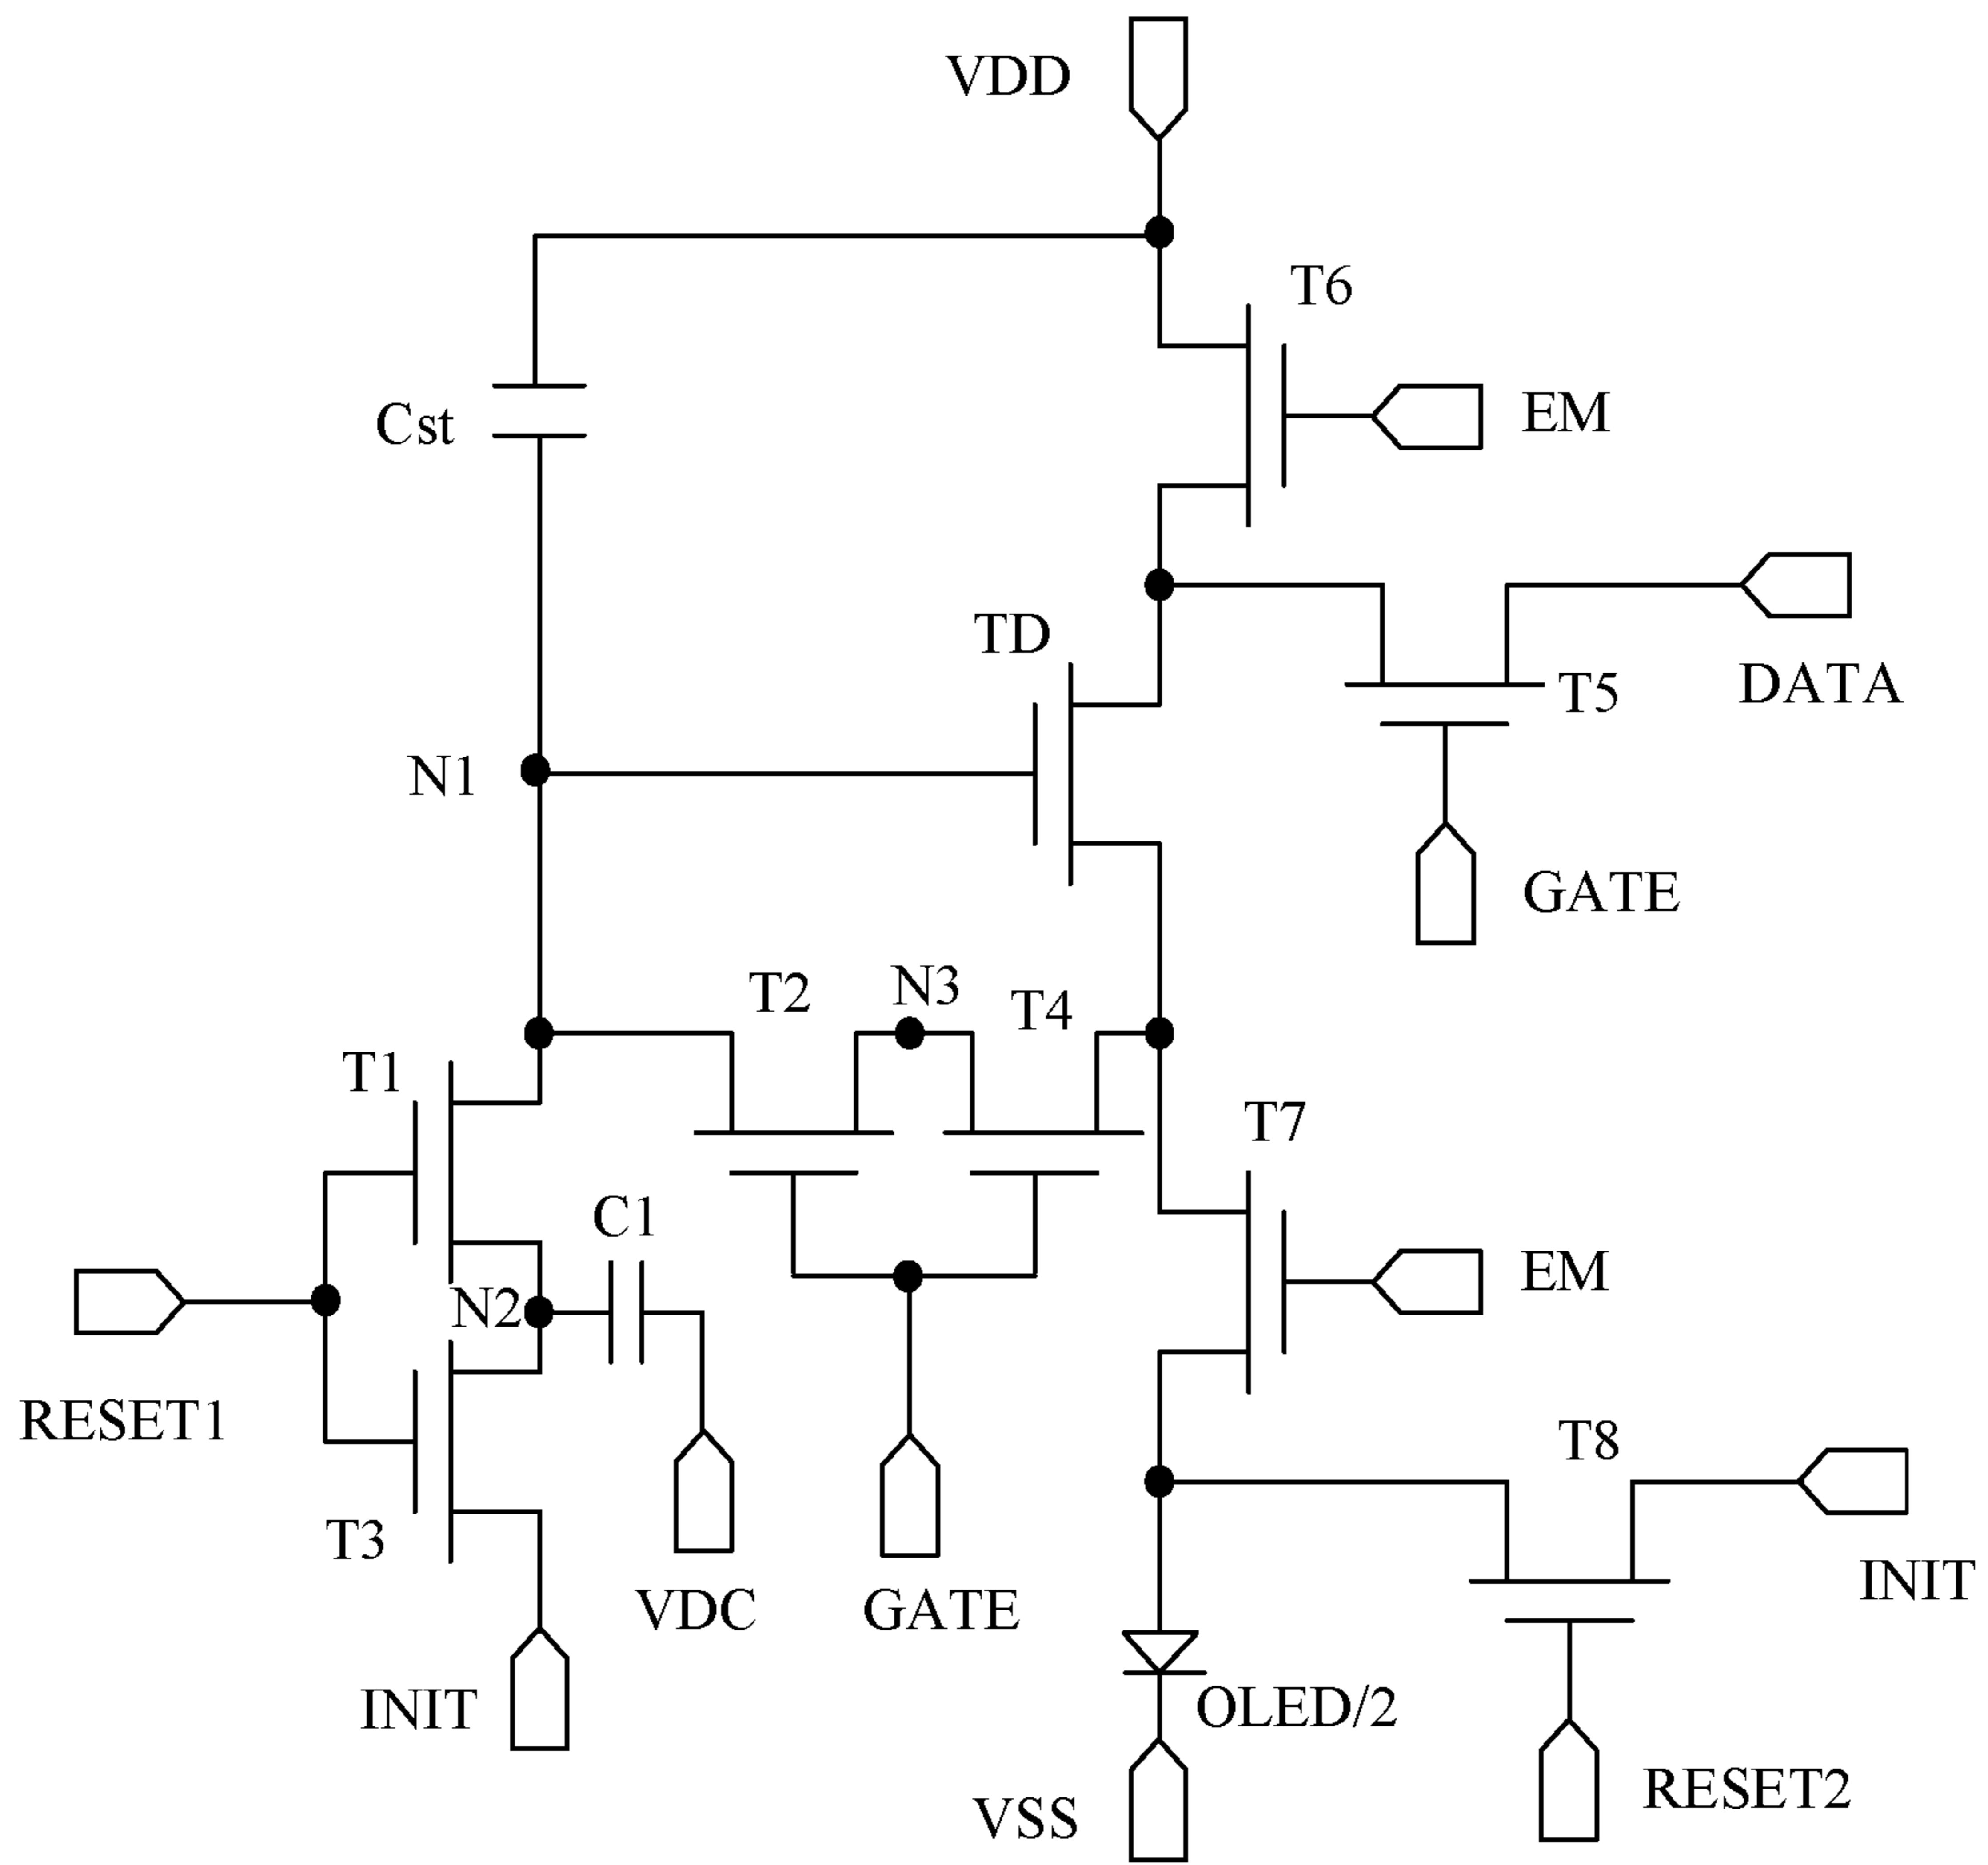 VDD
T6
Cst
EM
TD
T5
DATA
N1
GATE
T2
N3
T4
T1
T7
C1
EM
N2
RESET1
T8
T3
VDC
GATE
INIT
INIT
OLED/2
RESET2
VSS